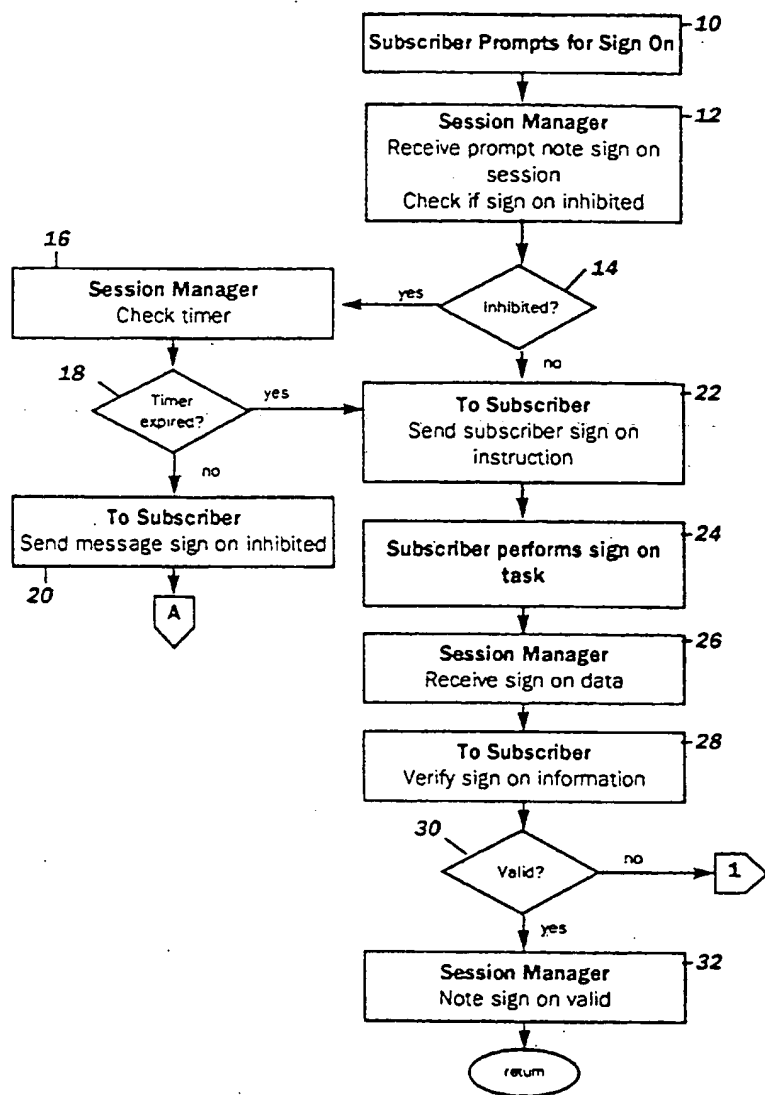 10
Subscriber Prompts for Sign On
12
Session Manager
Receive prompt note sign on
session
Check if sign on inhibited
16
14
Session Manager
Check timer
yes
Inhibited?
no
18
Timer
expired?
yes
22
To Subscriber
Send subscriber sign on
instruction
no
To Subscriber
Send message sign on inhibited
20
A
24
Subscriber performs sign on
task
26
Session Manager
Receive sign on data
28
To Subscriber
Verify sign on information
30
Valid?
no
1
yes
32
Session Manager
Note sign on valid
return